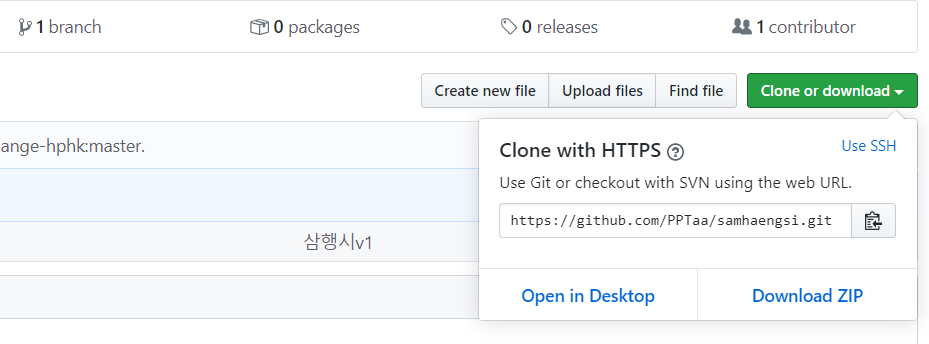 1 branch 0 packages 0 releases 1 contributor
Create new file Upload files Find file Clone or download
ange-hphk:master.
Clone with HTTPS Use SSH
Use Git or checkout with SVN using the web URL.
https://github.com/PPTaa/samhaengsi.git
삼행시v1
Open in Desktop Download ZIP